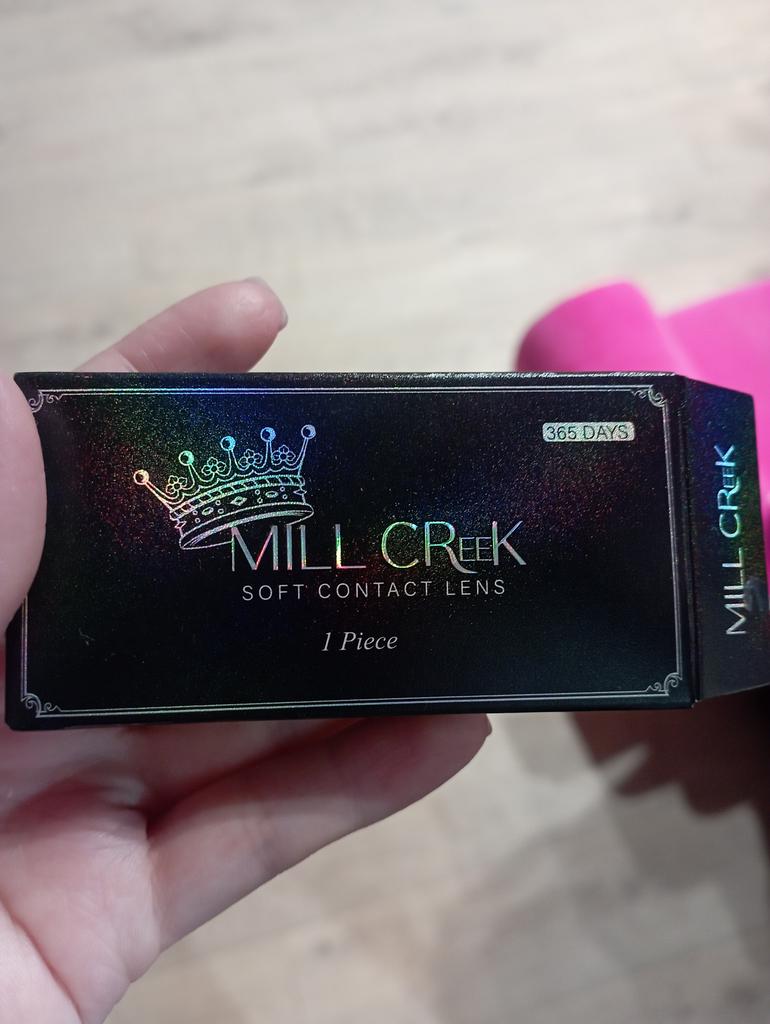 365 DAYS
MILL CReeK
SOFT CONTACT LENS
1 Piece
MILL CReeK